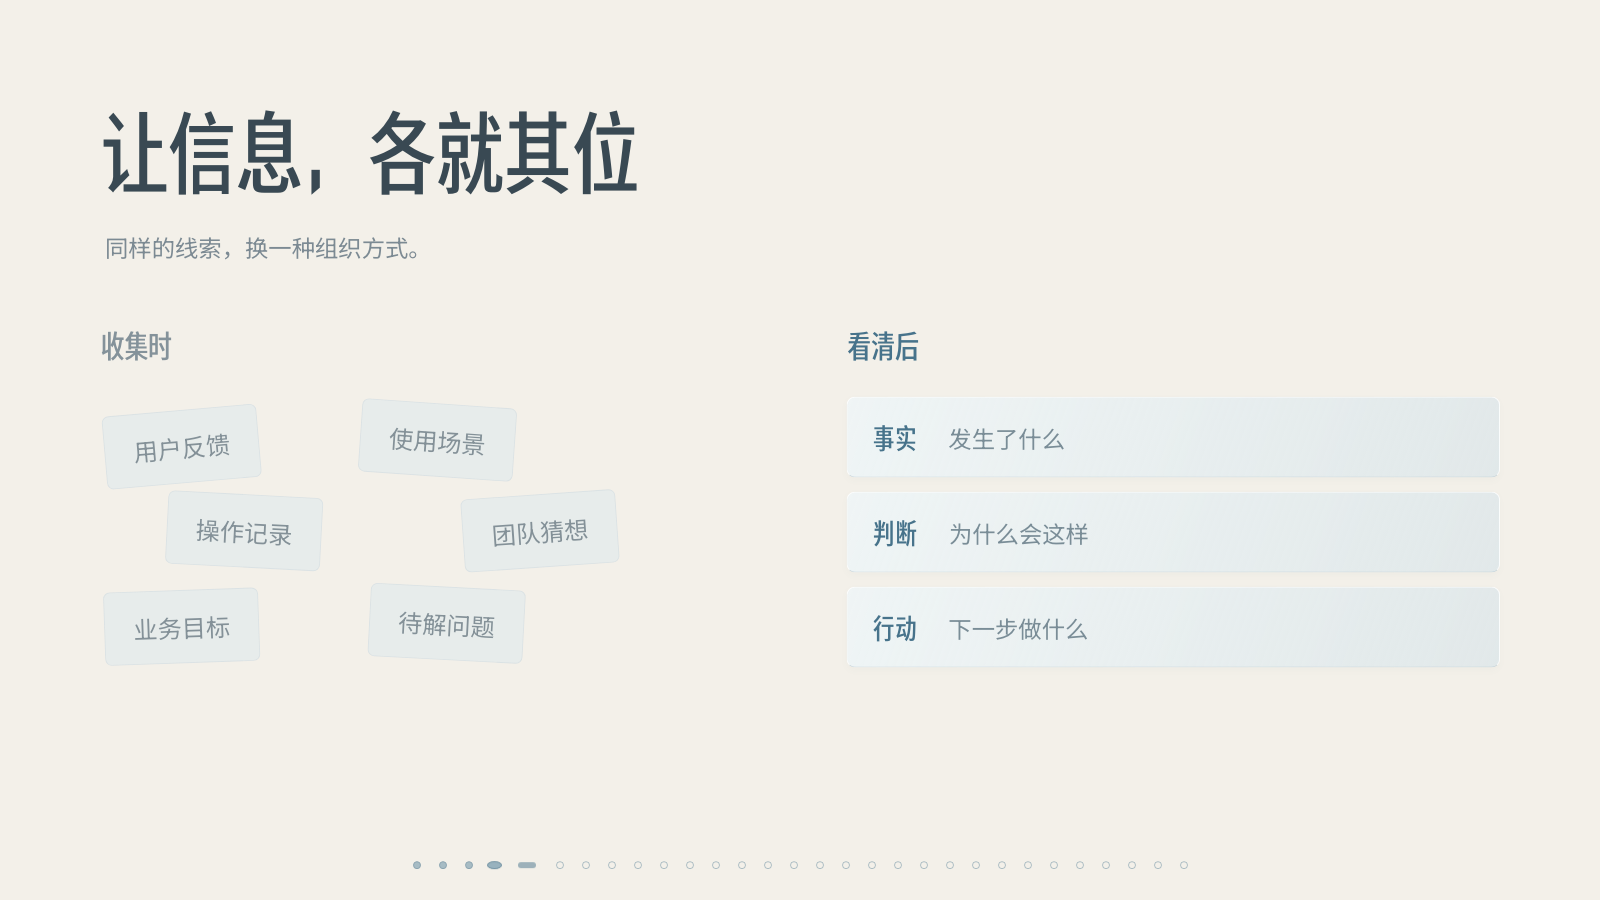 让信息，各就其位
同样的线索，换一种组织方式。
收集时
用户反馈
使用场景
操作记录
团队猜想
业务目标
待解问题
看清后
事实 发生了什么
判断 为什么会这样
行动 下一步做什么